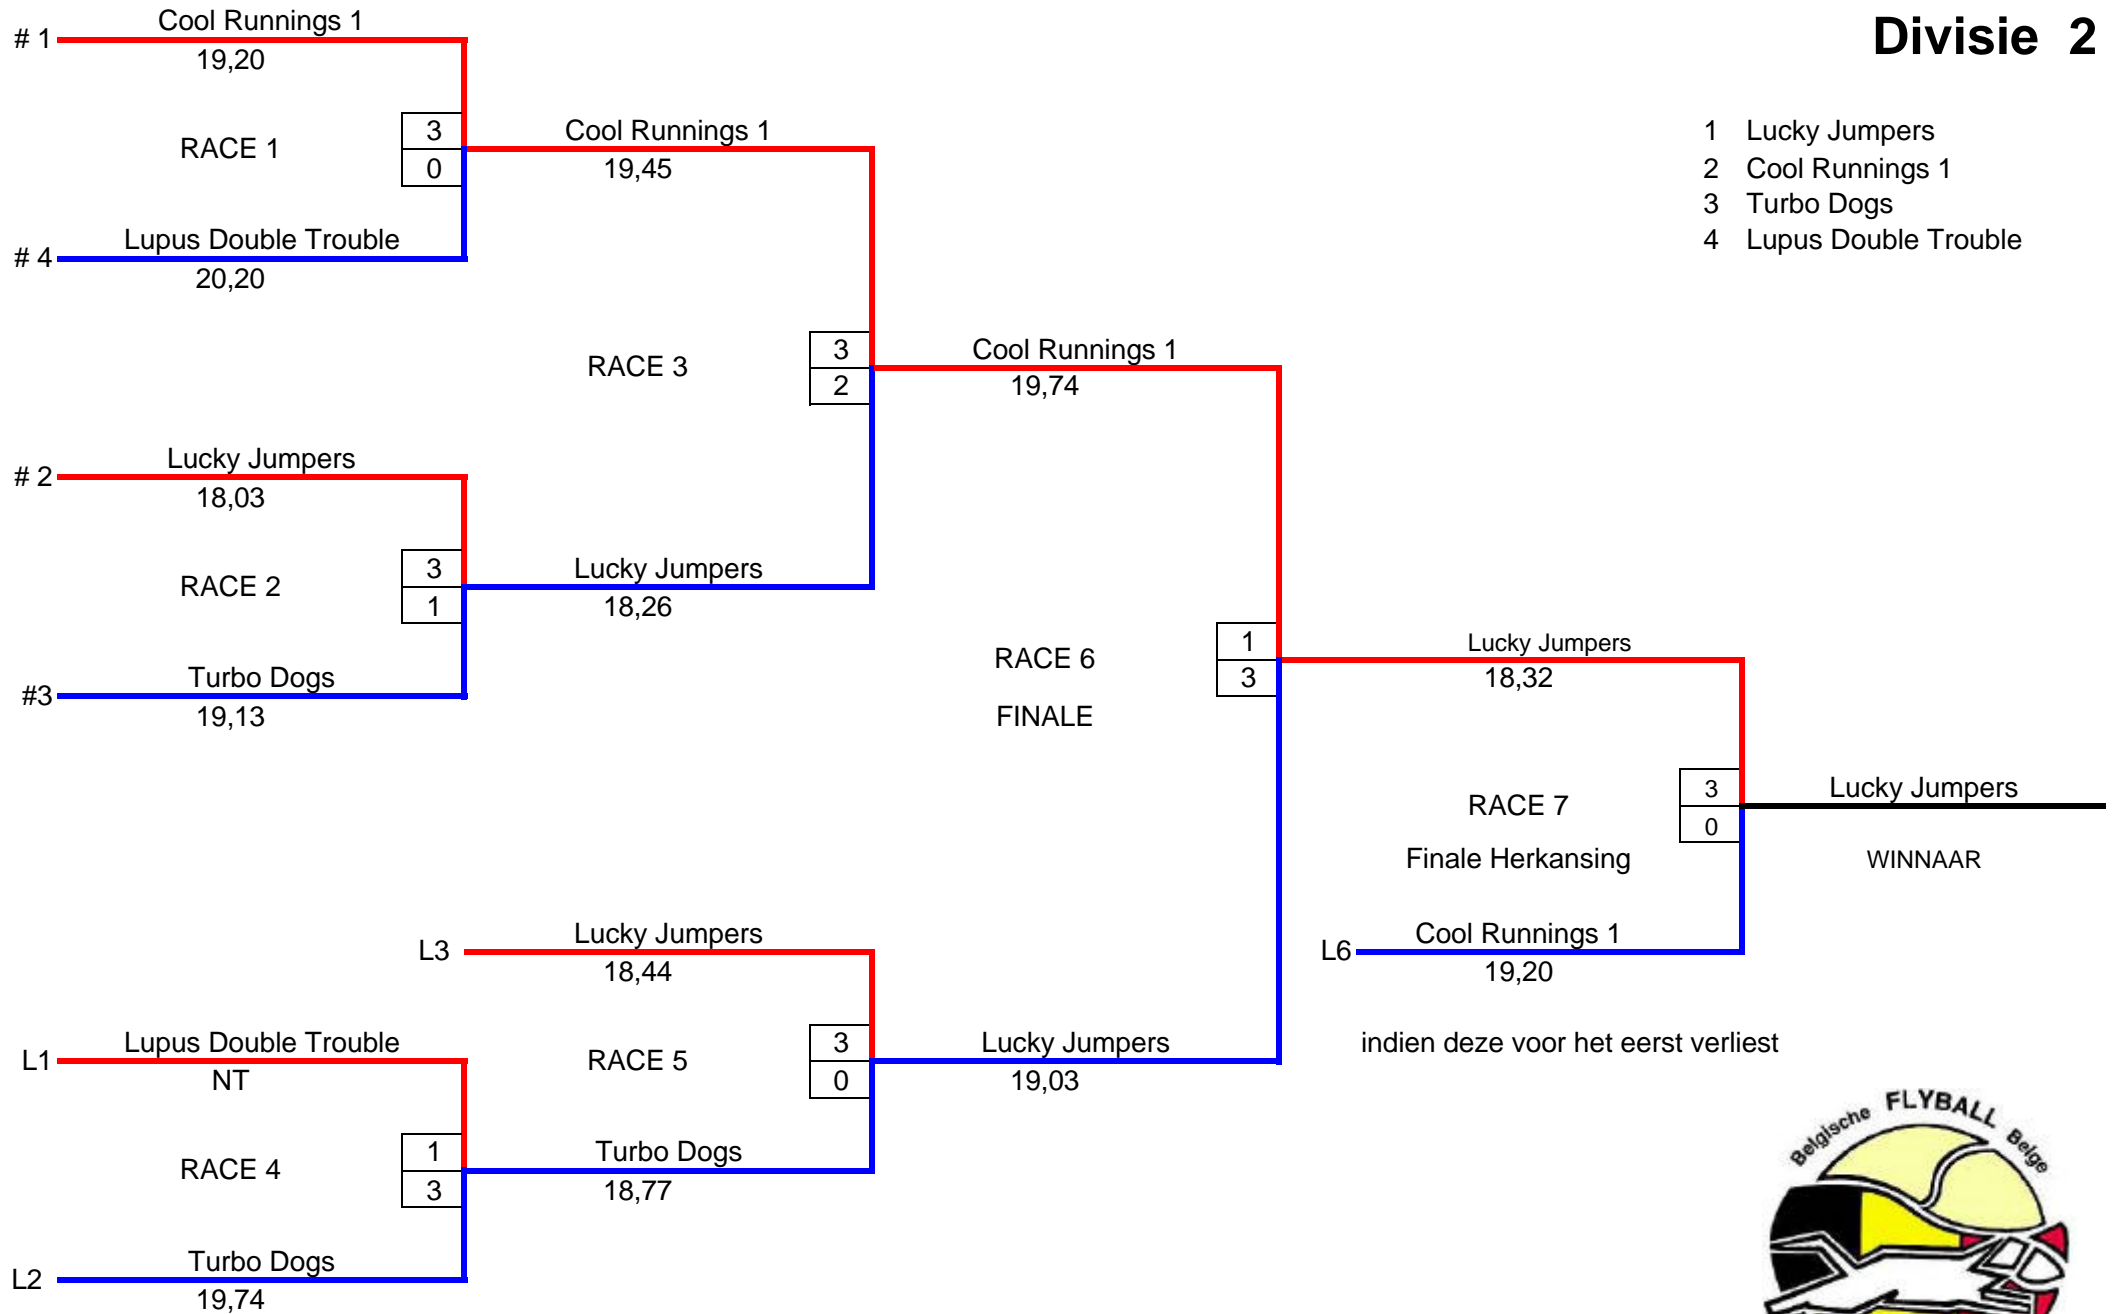 Divisie 2
1 Lucky Jumpers
2 Cool Runnings 1
3 Turbo Dogs
4 Lupus Double Trouble
# 1
Cool Runnings 1
19,20
RACE 1
3
0
# 4
Lupus Double Trouble
20,20
Cool Runnings 1
19,45
RACE 3
3
2
# 2
Lucky Jumpers
18,03
RACE 2
3
1
#3
Turbo Dogs
19,13
Lucky Jumpers
18,26
Cool Runnings 1
19,74
RACE 6
FINALE
1
3
Lucky Jumpers
18,32
RACE 7
Finale Herkansing
3
0
Lucky Jumpers
WINNAAR
L6
Cool Runnings 1
19,20
indien deze voor het eerst verliest
L3
Lucky Jumpers
18,44
RACE 5
3
0
Lucky Jumpers
19,03
L1
Lupus Double Trouble
NT
RACE 4
1
3
Turbo Dogs
18,77
L2
Turbo Dogs
19,74
Belgische FLYBALL Belge